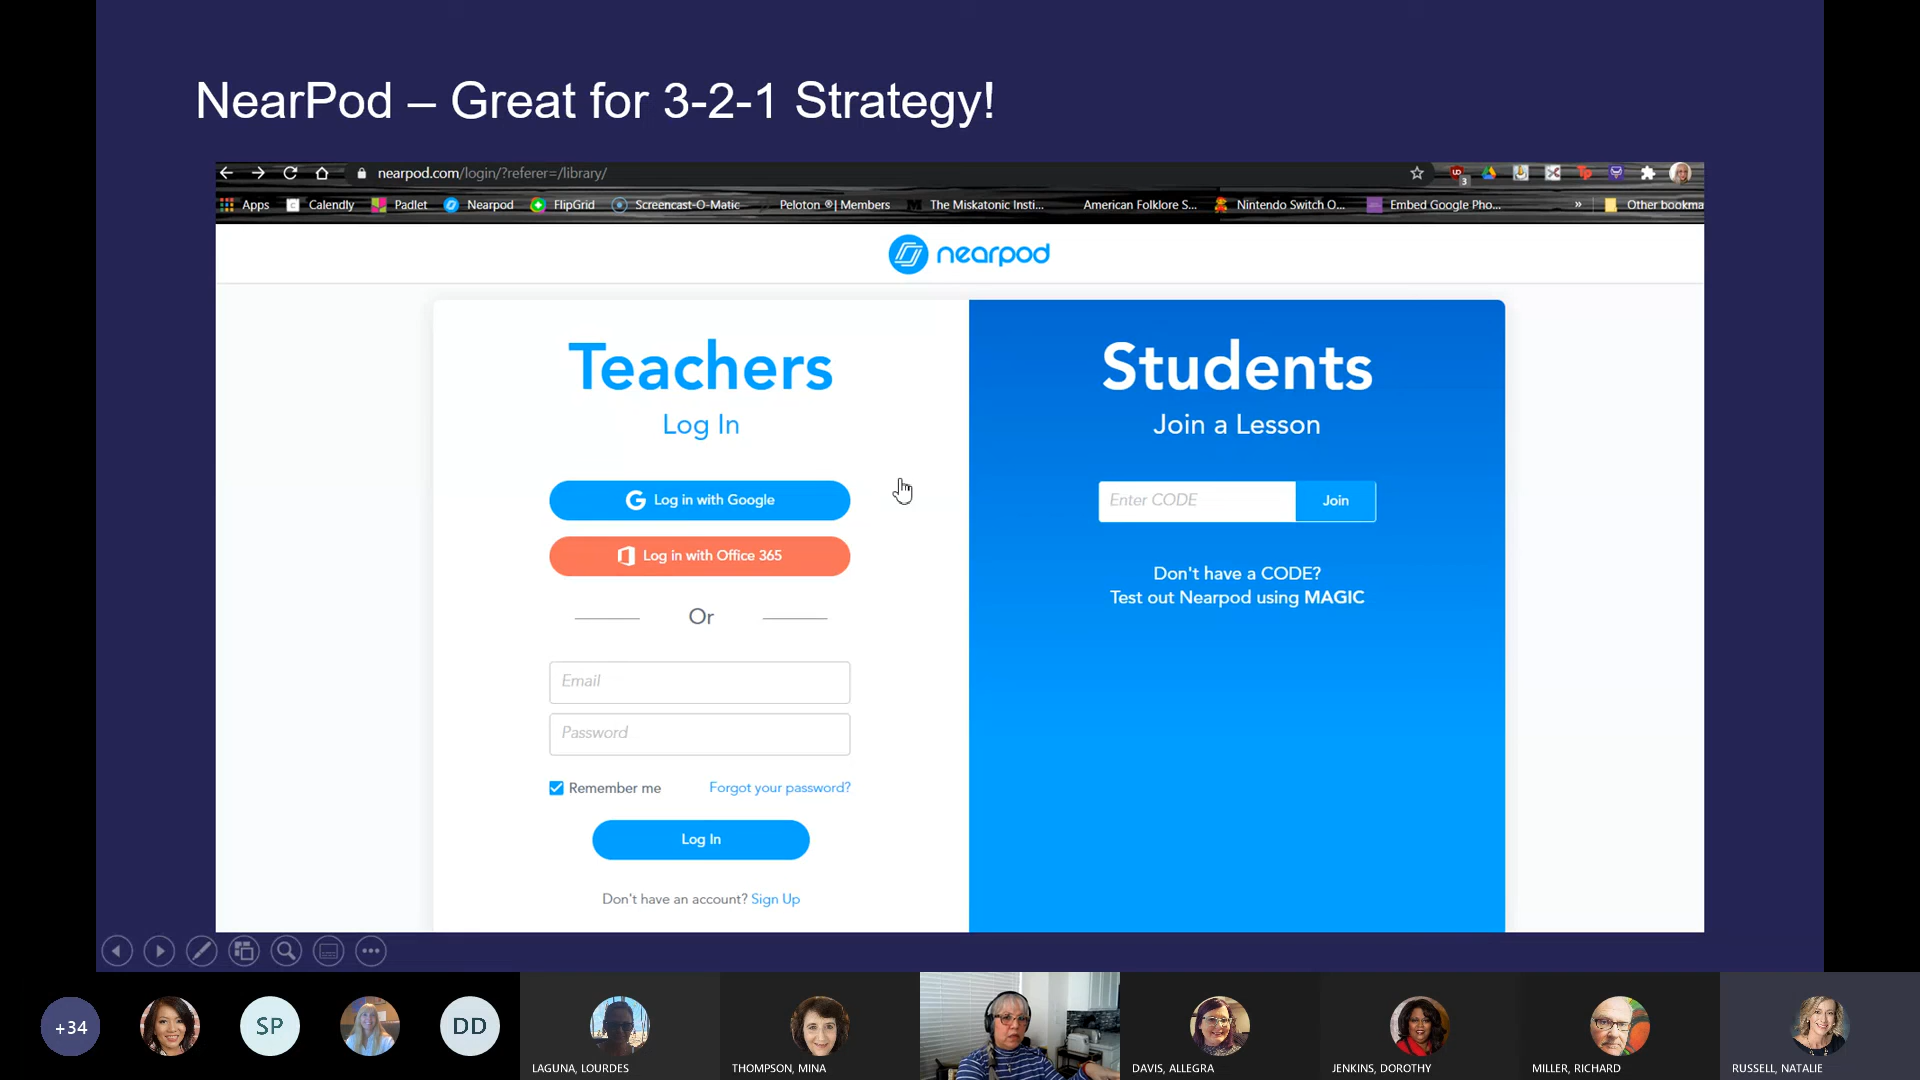 NearPod – Great for 3-2-1 Strategy!
nearpod.com/login/?referer=/library/
3
Apps Calendly Padlet Nearpod FlipGrid Screencast-O-Matic Peloton ®| Members The Miskatonic Insti... American Folklore S... Nintendo Switch O... Embed Google Pho... » Other bookma
nearpod
Teachers
Log In
Log in with Google
Log in with Office 365
Or
Email
Password
Remember me Forgot your password?
Log In
Don't have an account? Sign Up
Students
Join a Lesson
Enter CODE Join
Don't have a CODE?
Test out Nearpod using MAGIC
+34 SP DD
LAGUNA, LOURDES THOMPSON, MINA DAVIS, ALLEGRA JENKINS, DOROTHY MILLER, RICHARD RUSSELL, NATALIE